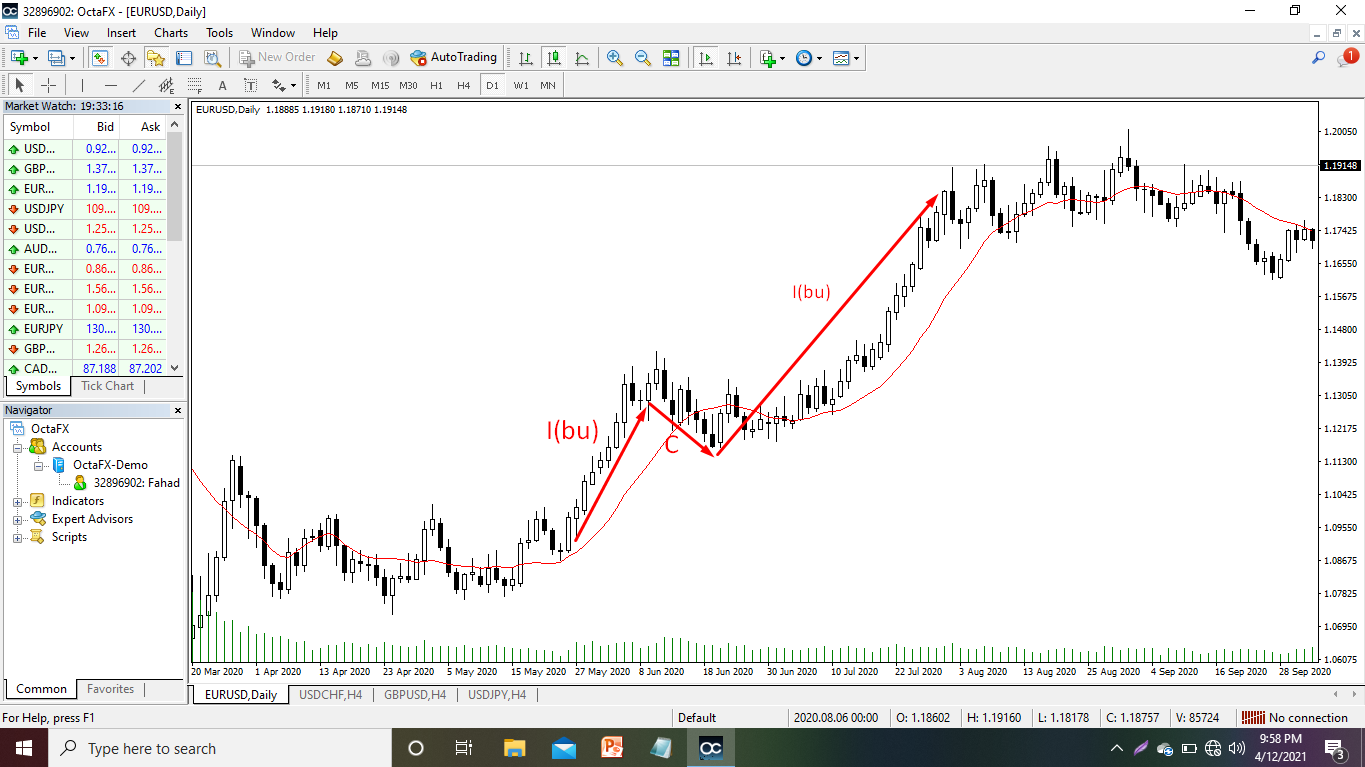 32896902: OctaFX - [EURUSD,Daily]
File View Insert Charts Tools Window Help
New Order AutoTrading 1
A T M1 M5 M15 M30 H1 H4 D1 W1 MN
Market Watch: 19:33:16
Symbol Bid Ask
USD... 0.92... 0.92...
GBP... 1.37... 1.37...
EUR... 1.19... 1.19...
USDJPY 109.... 109....
USD... 1.25... 1.25...
AUD... 0.76... 0.76...
EUR... 0.86... 0.86...
EUR... 1.56... 1.56...
EUR... 1.09... 1.09...
EURJPY 130.... 130....
GBP... 1.26... 1.26...
CAD... 87.188 87.202
Symbols Tick Chart
Navigator
OctaFX
Accounts
OctaFX-Demo
32896902: Fahad
Indicators
Expert Advisors
Scripts
Common Favorites
EURUSD,Daily 1.18885 1.19180 1.18710 1.19148
I(bu)
C
I(bu)
1.20050
1.19148
1.18300
1.17425
1.16550
1.15675
1.14800
1.13925
1.13050
1.12175
1.11300
1.10425
1.09550
1.08675
1.07825
1.06950
1.06075
20 Mar 2020 1 Apr 2020 13 Apr 2020 23 Apr 2020 5 May 2020 15 May 2020 27 May 2020 8 Jun 2020 18 Jun 2020 30 Jun 2020 10 Jul 2020 22 Jul 2020 3 Aug 2020 13 Aug 2020 25 Aug 2020 4 Sep 2020 16 Sep 2020 28 Sep 2020
EURUSD,Daily USDCHF,H4 GBPUSD,H4 USDJPY,H4
For Help, press F1 Default 2020.08.06 00:00 O: 1.18602 H: 1.19160 L: 1.18178 C: 1.18757 V: 85724 No connection
Type here to search
9:58 PM
4/12/2021
3